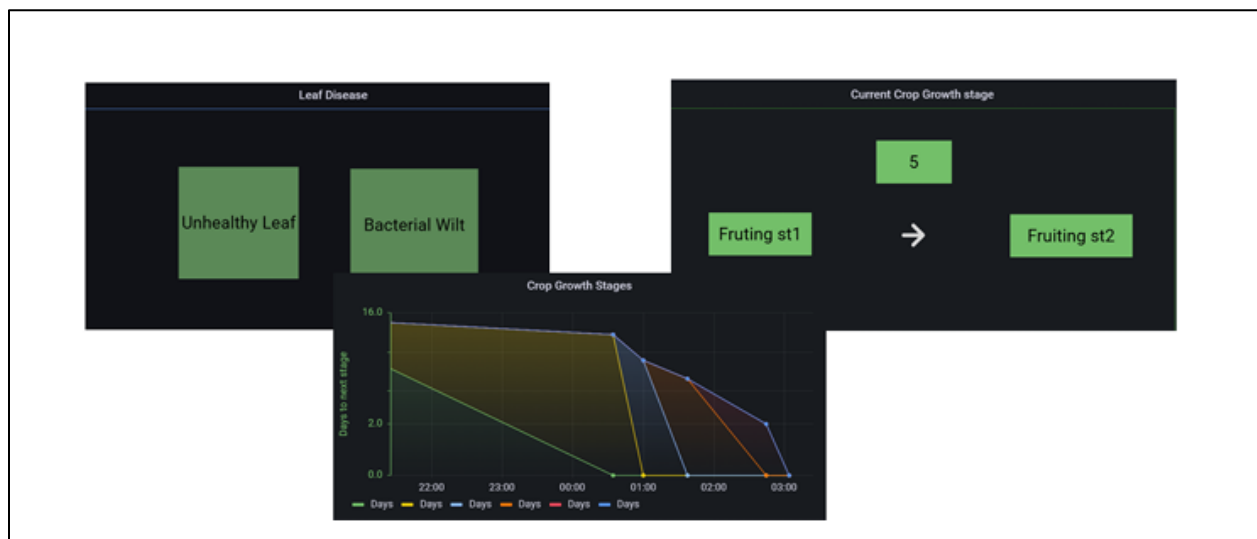 Leaf Disease
Unhealthy Leaf
Bacterial Wilt
Current Crop Growth stage
5
Fruting st1
Fruiting st2
Crop Growth Stages
Days to next stage
16.0
2.0
0.0
22:00 23:00 00:00 01:00 02:00 03:00
Days Days Days Days Days Days